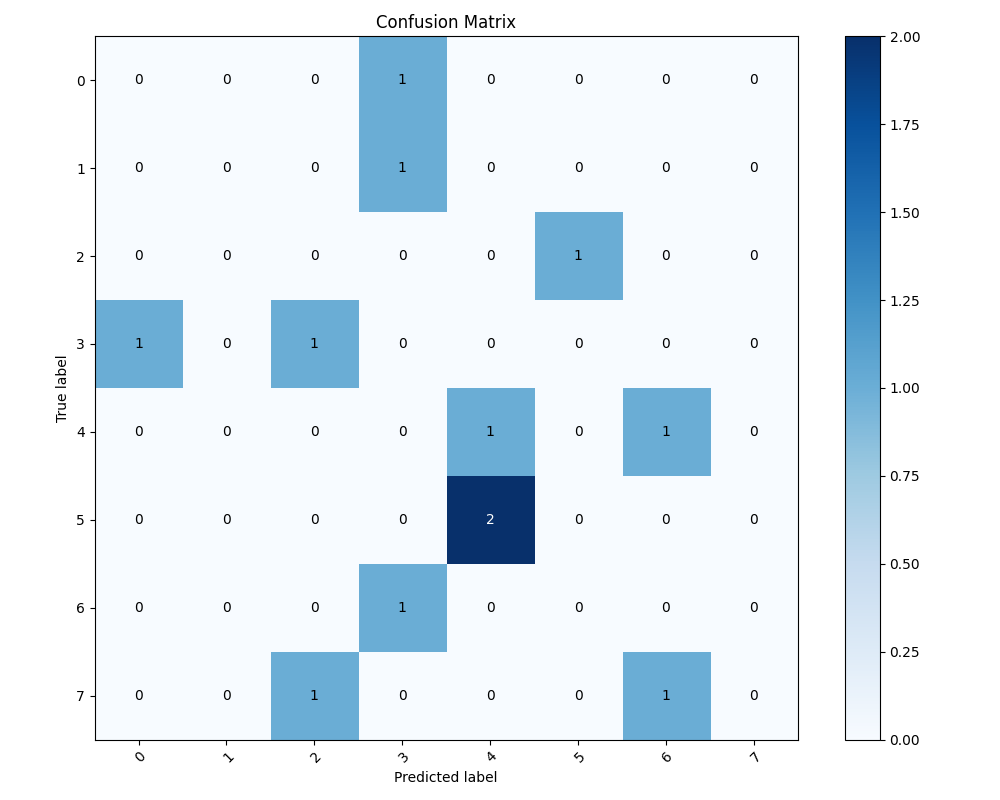 Confusion Matrix
0 0 0 0 1 0 0 0 0
1 0 0 0 1 0 0 0 0
2 0 0 0 0 0 1 0 0
3 1 0 1 0 0 0 0 0
4 0 0 0 0 1 0 1 0
5 0 0 0 0 2 0 0 0
6 0 0 0 1 0 0 0 0
7 0 0 1 0 0 0 1 0
0 1 2 3 4 5 6 7
True label
Predicted label
2.00
1.75
1.50
1.25
1.00
0.75
0.50
0.25
0.00